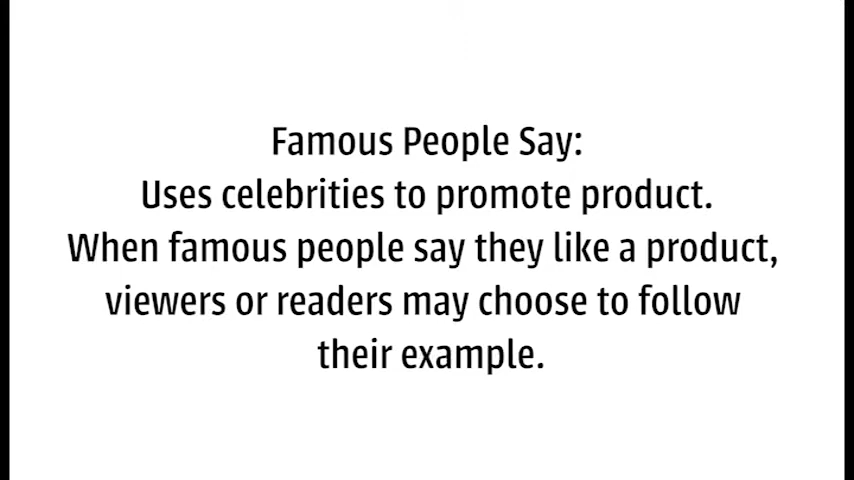 Famous People Say:
Uses celebrities to promote product.
When famous people say they like a product,
viewers or readers may choose to follow
their example.